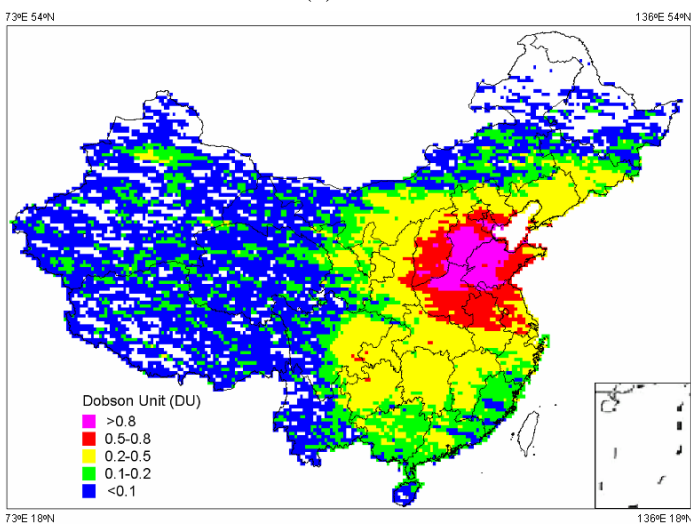 73ºE 54ºN
136ºE 54ºN
Dobson Unit (DU)
>0.8
0.5-0.8
0.2-0.5
0.1-0.2
<0.1
73ºE 18ºN
136ºE 18ºN